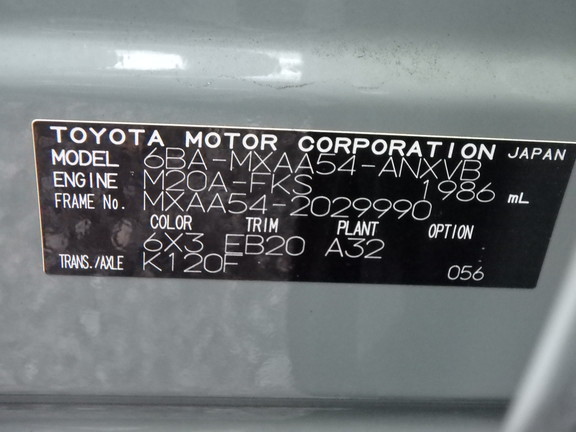 TOYOTA MOTOR CORPORATION JAPAN
MODEL 6BA-MXAA54-ANXVB
ENGINE M20A-FKS 1986 mL
FRAME No. MXAA54-2029990
COLOR TRIM PLANT OPTION
6X3 EB20 A32
TRANS./AXLE K120F 056